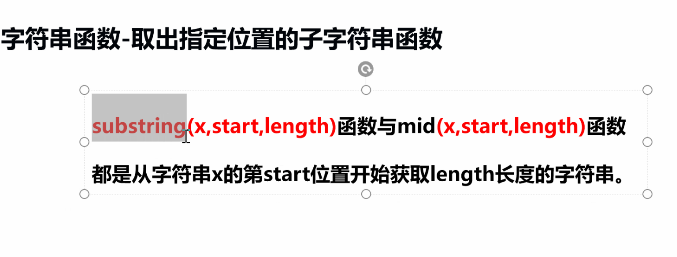 字符串函数-取出指定位置的子字符串函数
substring(x,start,length)函数与mid(x,start,length)函数
都是从字符串x的第start位置开始获取length长度的字符串。